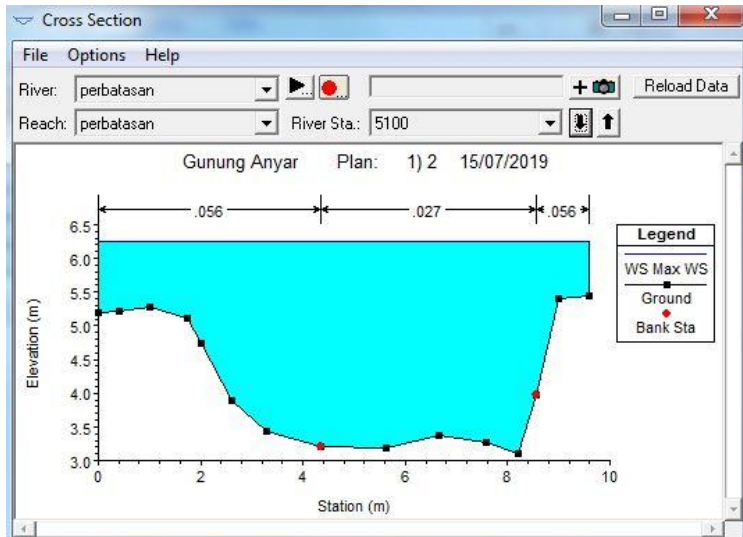 Cross Section
File Options Help
River: perbatasan Reload Data
Reach: perbatasan River Sta.: 5100
Gunung Anyar Plan: 1) 2 15/07/2019
.056 .027 .056
6.5
6.0
5.5
5.0
4.5
4.0
3.5
3.0
Elevation (m)
0 2 4 6 8 10
Station (m)
Legend
WS Max WS
Ground
Bank Sta